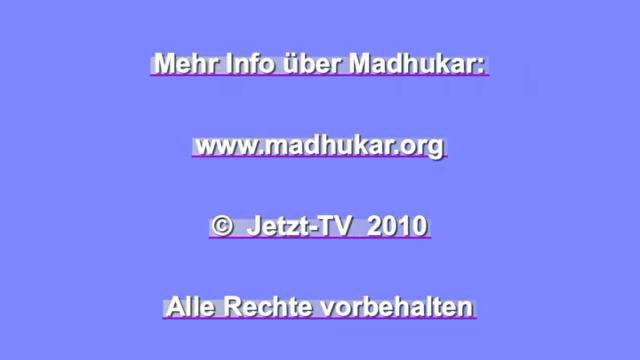 Mehr Info über Madhukar:
www.madhukar.org
© Jetzt-TV 2010
Alle Rechte vorbehalten